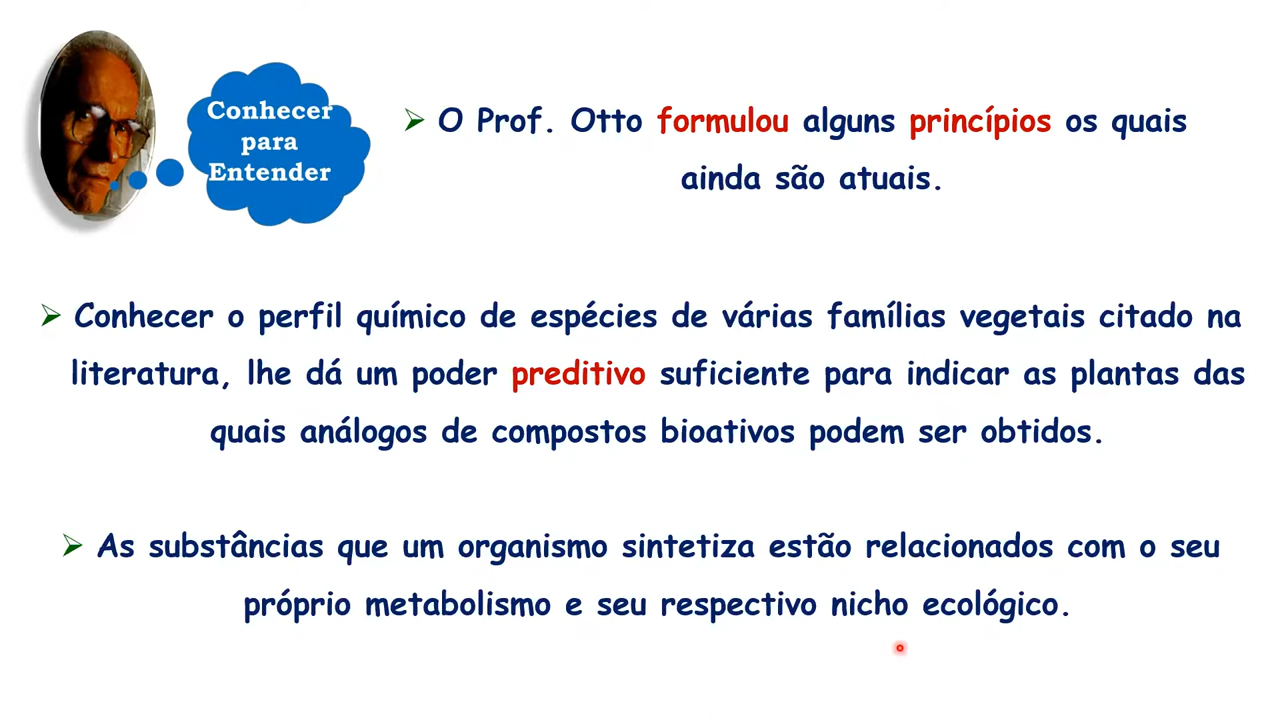 Conhecer
para
Entender
O Prof. Otto formulou alguns princípios os quais
ainda são atuais.
Conhecer o perfil químico de espécies de várias famílias vegetais citado na
literatura, lhe dá um poder preditivo suficiente para indicar as plantas das
quais análogos de compostos bioativos podem ser obtidos.
As substâncias que um organismo sintetiza estão relacionados com o seu
próprio metabolismo e seu respectivo nicho ecológico.